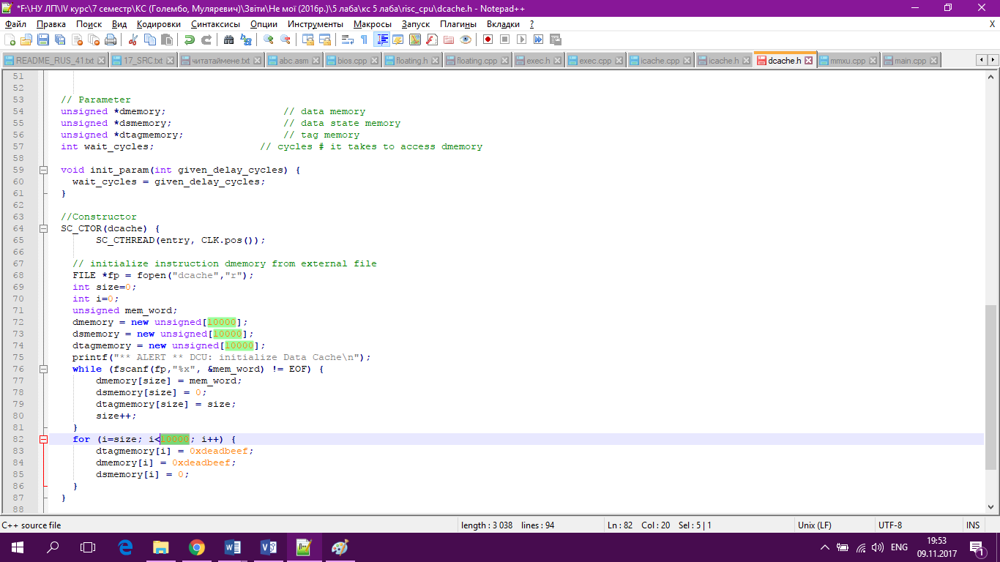 *F:\НУ ЛП\IV курс\7 семестр\КС (Голембо, Муляревич)\Звіти\Не мої (2016р.)\5 лаба\кс 5 лаба\risc_cpu\dcache.h - Notepad++
Файл Правка Поиск Вид Кодировки Синтаксисы Опции Инструменты Макросы Запуск Плагины Вкладки ? X
README_RUS_41.txt 17_SRC.txt читатаймене.txt abc.asm bios.cpp floating.h floating.cpp exec.h exec.cpp icache.cpp icache.h dcache.h mmxu.cpp main.cpp
51
52
53 // Parameter
54 unsigned *dmemory; // data memory
55 unsigned *dsmemory; // data state memory
56 unsigned *dtagmemory; // tag memory
57 int wait_cycles; // cycles # it takes to access dmemory
58
59 void init_param(int given_delay_cycles) {
60 wait_cycles = given_delay_cycles;
61 }
62
63 //Constructor
64 SC_CTOR(dcache) {
65 SC_CTHREAD(entry, CLK.pos());
66
67 // initialize instruction dmemory from external file
68 FILE *fp = fopen("dcache","r");
69 int size=0;
70 int i=0;
71 unsigned mem_word;
72 dmemory = new unsigned[10000];
73 dsmemory = new unsigned[10000];
74 dtagmemory = new unsigned[10000];
75 printf("** ALERT ** DCU: initialize Data Cache\n");
76 while (fscanf(fp,"%x", &mem_word) != EOF) {
77 dmemory[size] = mem_word;
78 dsmemory[size] = 0;
79 dtagmemory[size] = size;
80 size++;
81 }
82 for (i=size; i<10000; i++) {
83 dtagmemory[i] = 0xdeadbeef;
84 dmemory[i] = 0xdeadbeef;
85 dsmemory[i] = 0;
86 }
87 }
88
C++ source file length : 3 038 lines : 94 Ln : 82 Col : 20 Sel : 5 | 1 Unix (LF) UTF-8 INS
ENG 19:53
09.11.2017 1